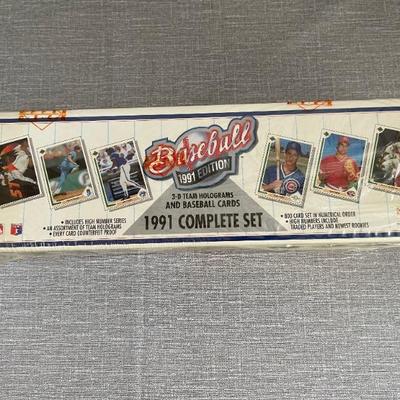 Baseball
1991 EDITION
3-D TEAM HOLOGRAMS
AND BASEBALL CARDS
1991 COMPLETE SET
• INCLUDES HIGH NUMBER SERIES
• AN ASSORTMENT OF TEAM HOLOGRAMS
• EVERY CARD COUNTERFEIT PROOF
• 800 CARD SET IN NUMERICAL ORDER
• HIGH NUMBERS INCLUDE
TRADED PLAYERS AND NEWEST ROOKIES